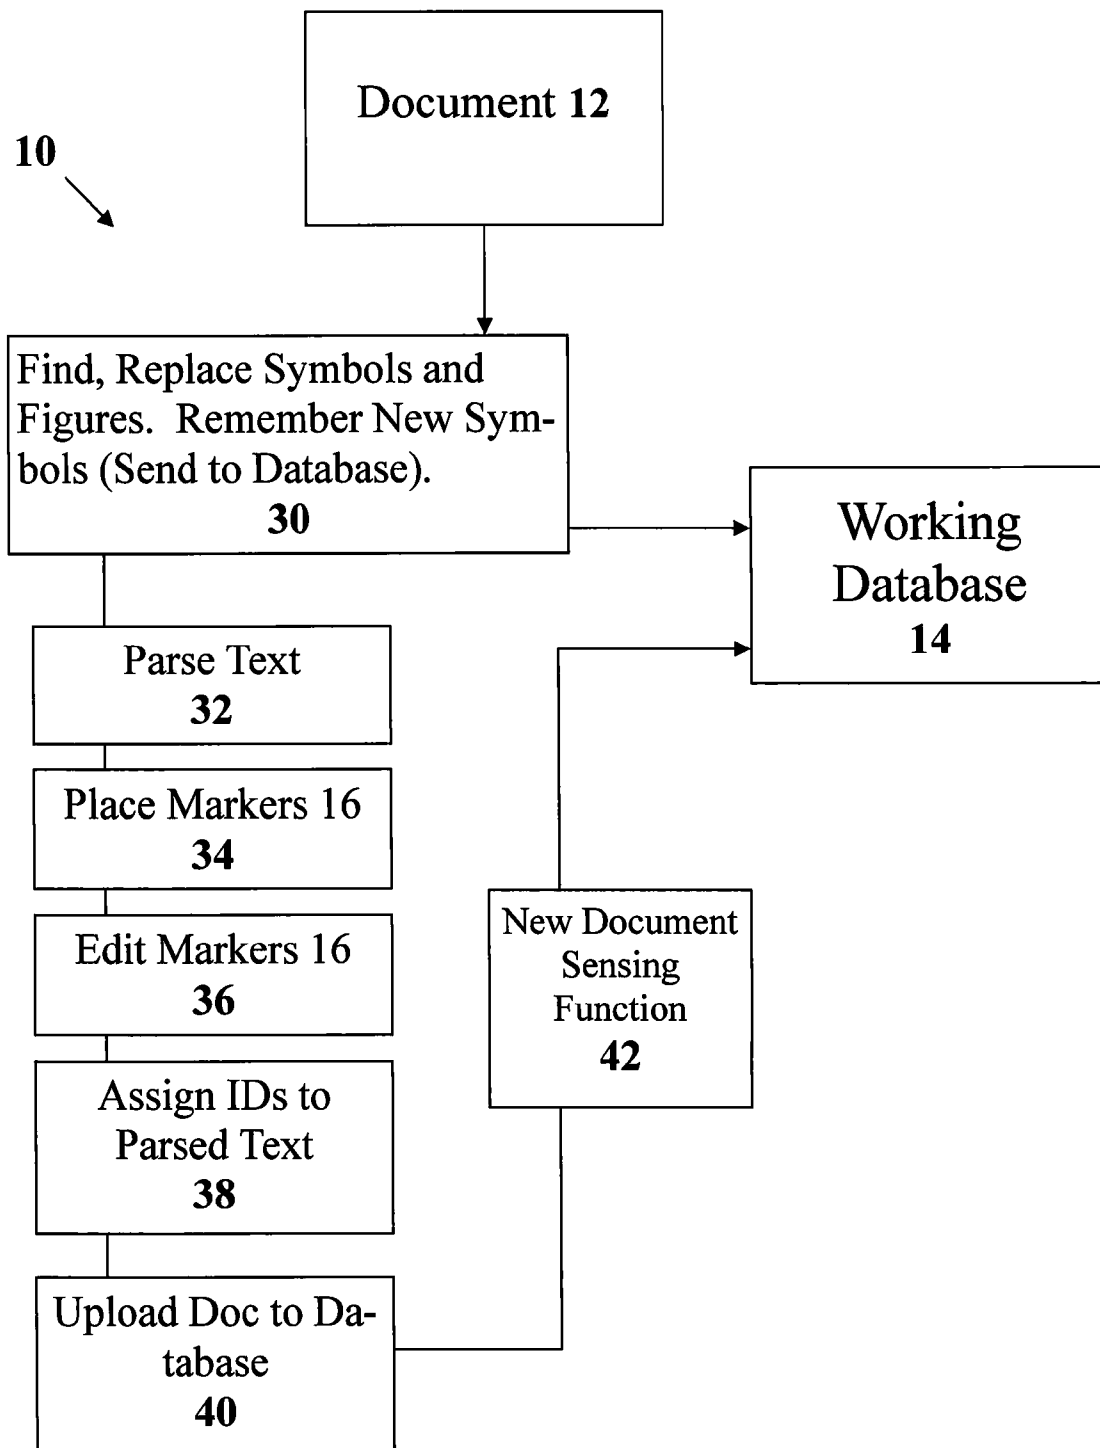 Document 12
10
Find, Replace Symbols and
Figures.  Remember New Sym-
bols (Send to Database).
30
Working
Database
14
Parse Text
32
Place Markers 16
34
Edit Markers 16
36
New Document
Sensing
Function
42
Assign IDs to
Parsed Text
38
Upload Doc to Da-
tabase
40